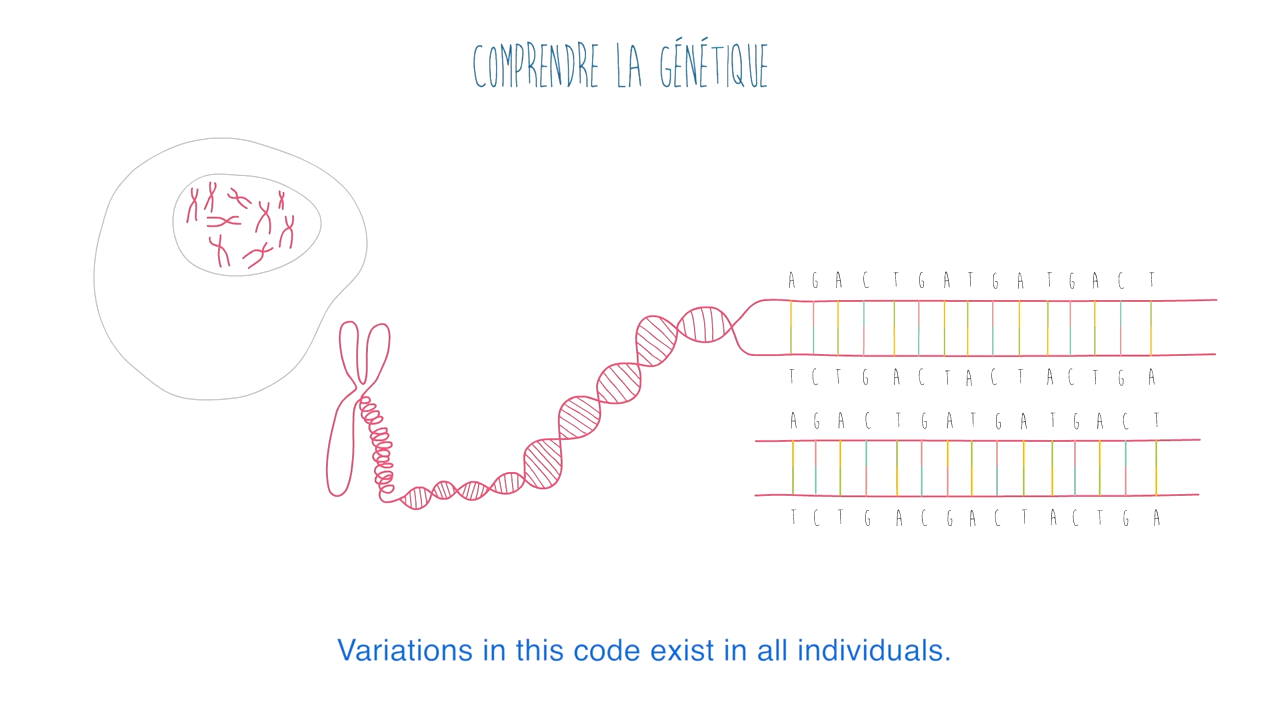 COMPRENDRE LA GÉNÉTIQUE
A G A C T G A T G A T G A C T
T C T G A C T A C T A C T G A
A G A C T G A T G A T G A C T
T C T G A C G A C T A C T G A
Variations in this code exist in all individuals.